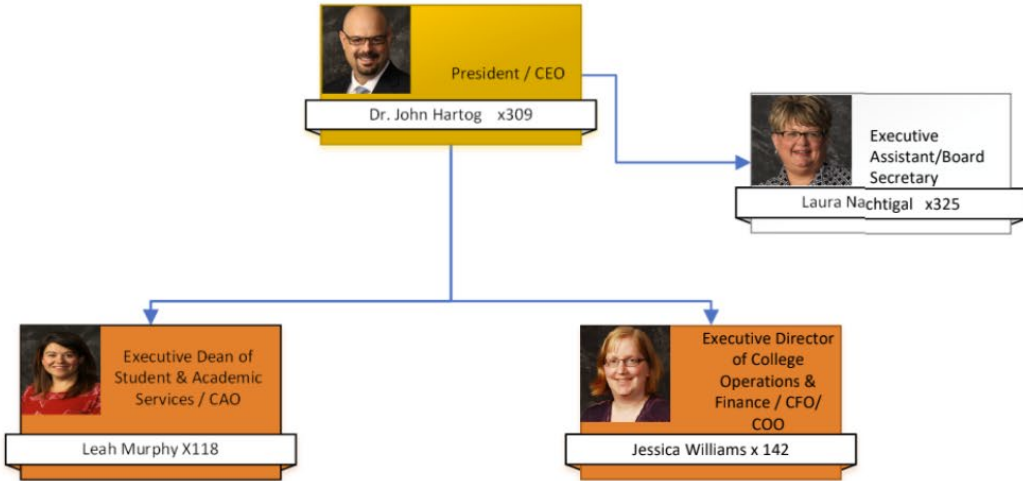 President / CEO
Dr. John Hartog x309
Executive
Assistant/Board
Secretary
Laura Nachtigal x325
Executive Dean of
Student & Academic
Services / CAO
Leah Murphy X118
Executive Director
of College
Operations &
Finance / CFO/
COO
Jessica Williams x 142